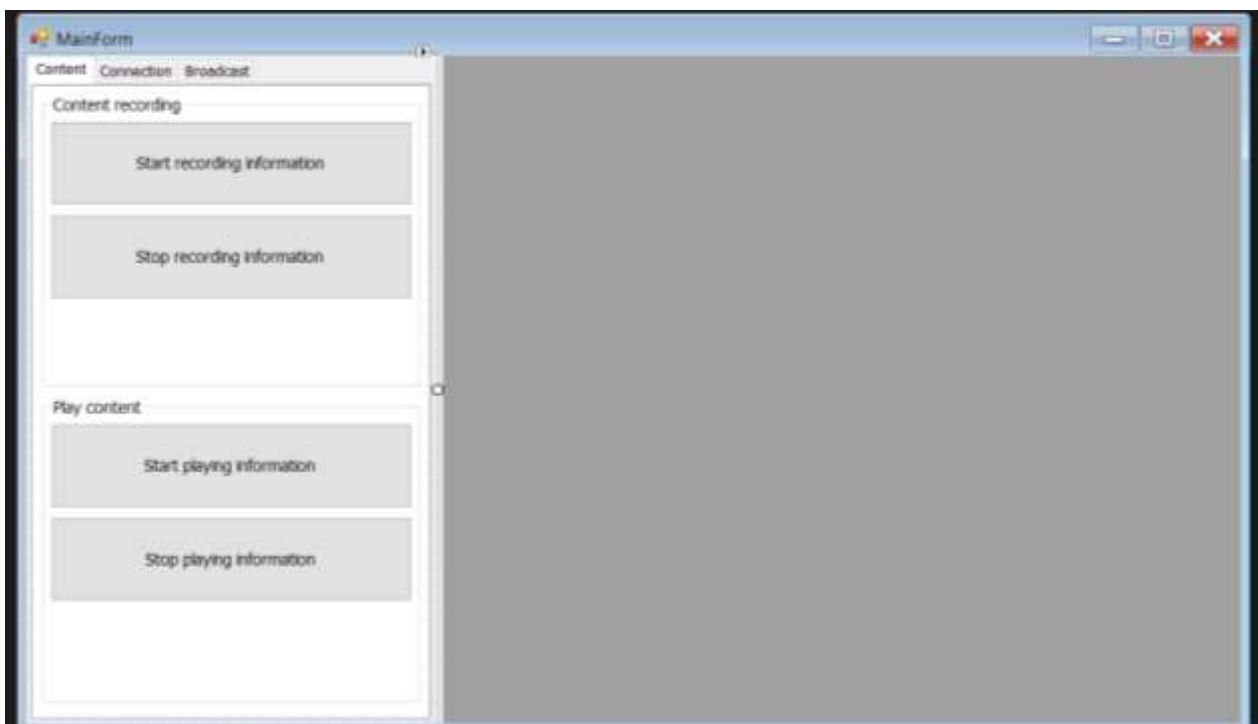 MainForm
Content Connection Broadcast
Content recording
Start recording information
Stop recording information
Play content
Start playing information
Stop playing information